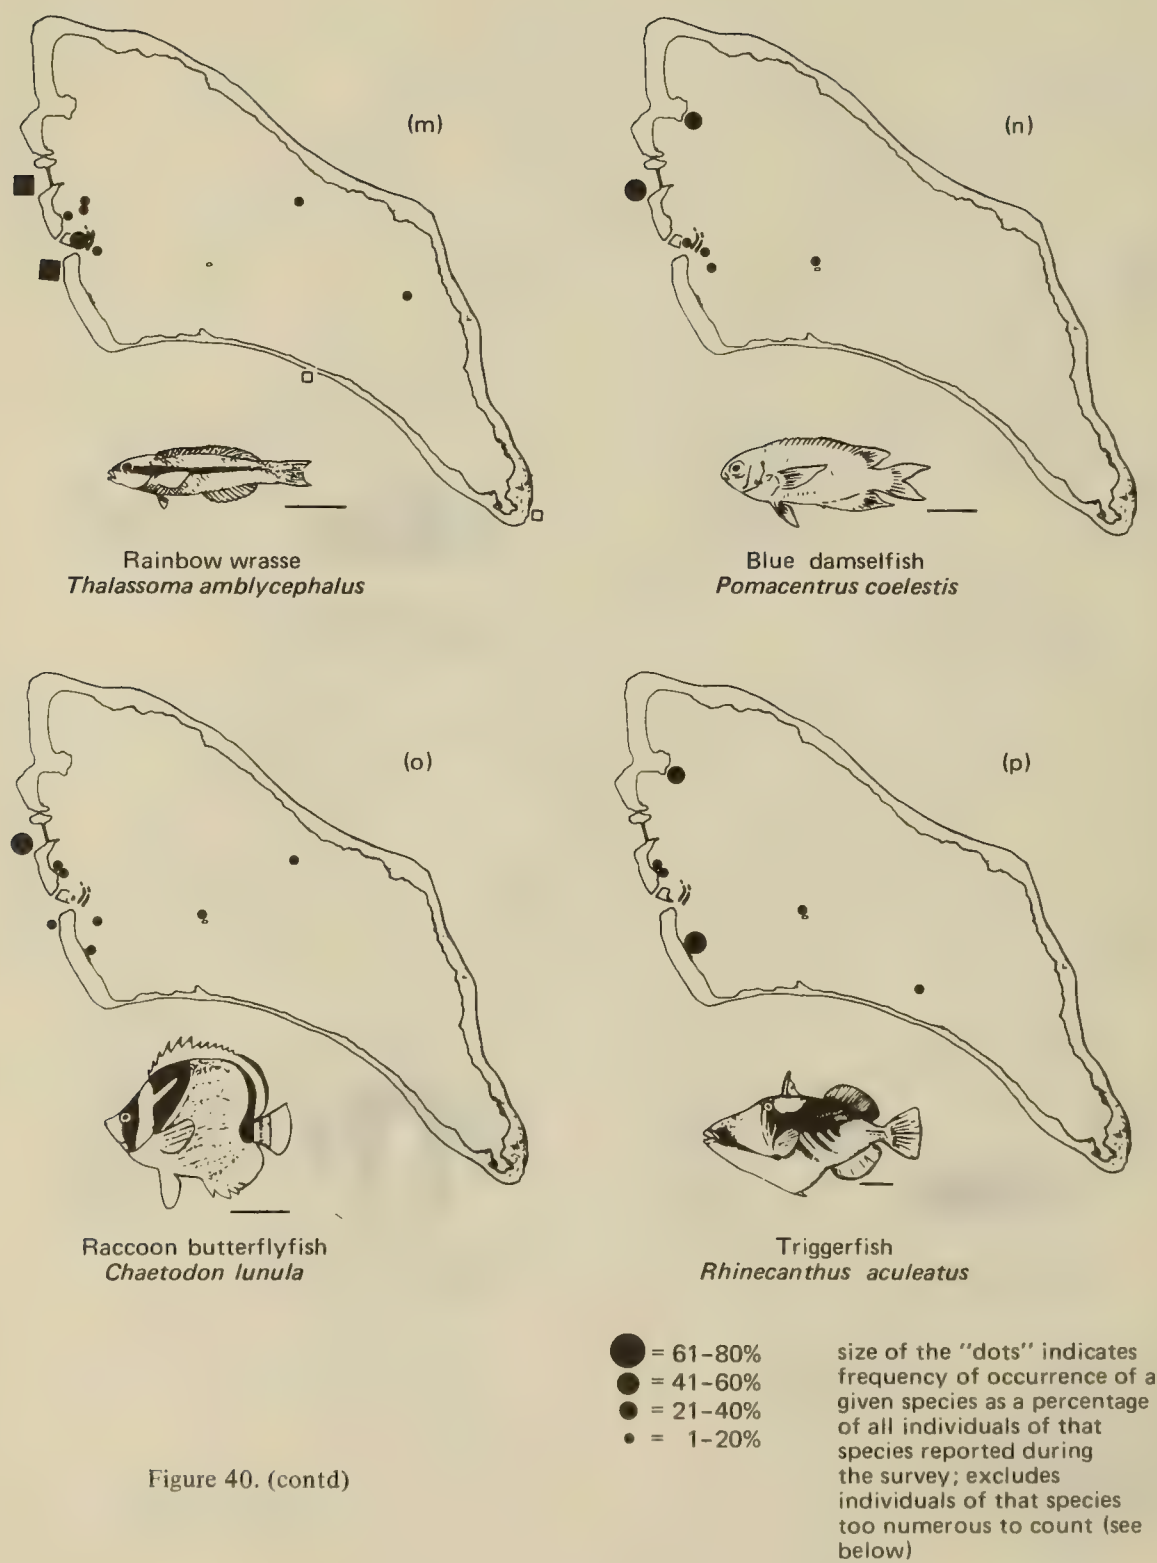 (m)
(n)
Rainbow wrasse
Thalassoma amblycephalus
Blue damselfish
Pomacentrus coelestis
(o)
(p)
Raccoon butterflyfish
Chaetodon lunula
Triggerfish
Rhinecanthus aculeatus
= 61-80%
= 41-60%
= 21-40%
= 1-20%
size of the "dots" indicates
frequency of occurrence of a
given species as a percentage
of all individuals of that
species reported during
the survey; excludes
individuals of that species
too numerous to count (see
below)
Figure 40. (contd)